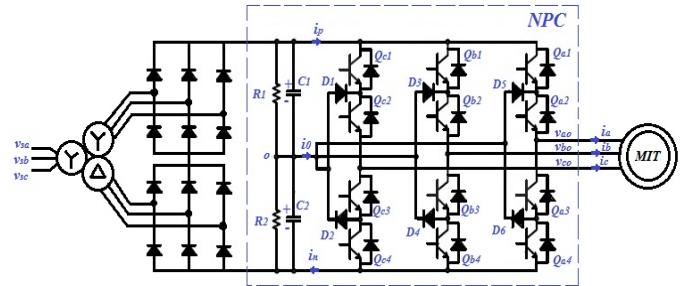 NPC
ip
Qc1
Qb1
Qa1
D1
D3
D5
R1
+
C1
-
Qc2
Qb2
Qa2
vsa
vsb
vsc
Y
Y
Δ
o
i0
vao
ia
vbo
ib
vco
ic
MIT
R2
+
C2
-
Qc3
Qb3
Qa3
D2
D4
D6
Qc4
Qb4
Qa4
in